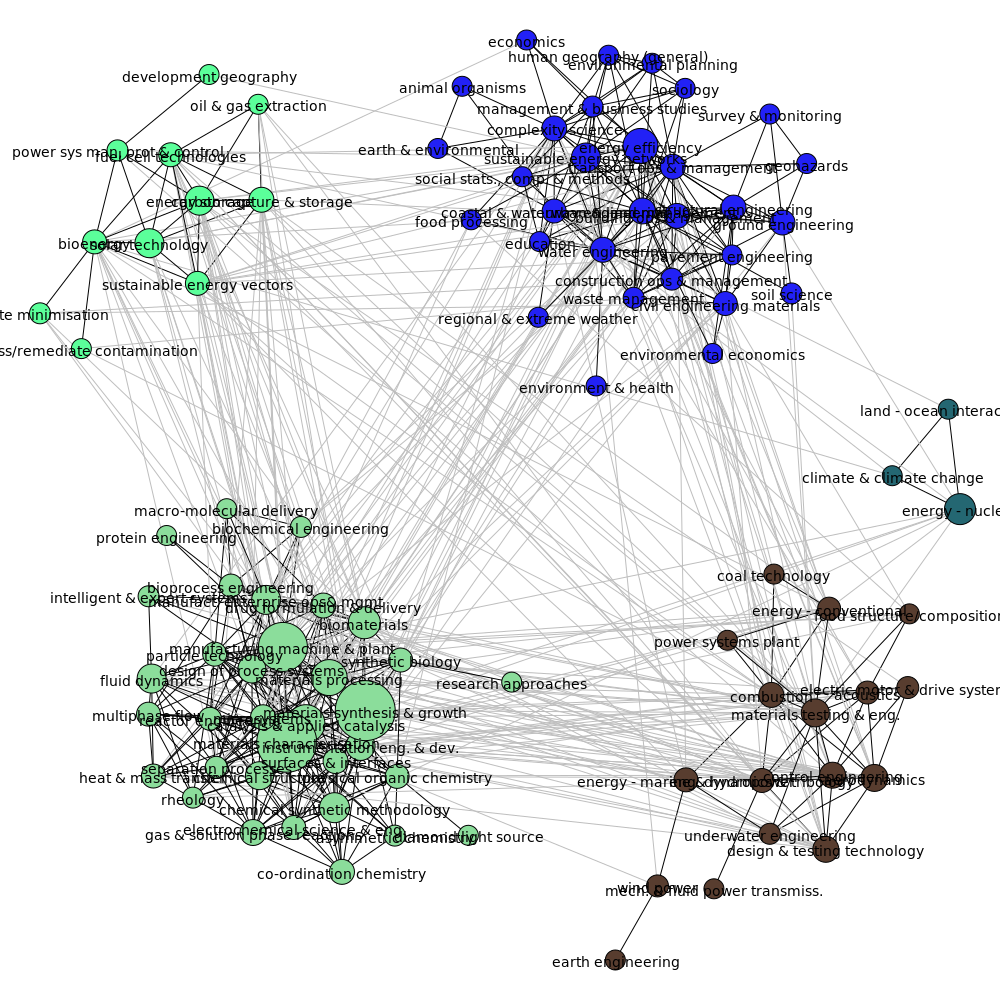 economics
human geography (general)
environmental planning
development geography
animal organisms
sociology
oil & gas extraction
management & business studies
survey & monitoring
complexity science
energy efficiency
earth & environmental
power sys man, prot & control
fuel cell technologies
sustainable energy networks
transport ops & management
geohazards
social stats., comp. & methods
energy storage
carbon capture & storage
coastal & waterway
structural engineering
food processing
ground engineering
bioenergy
solar technology
education
water engineering
pavement engineering
sustainable energy vectors
construction ops & management
waste management
soil science
civil engineering materials
te minimisation
regional & extreme weather
ss/remediate contamination
environmental economics
environment & health
land - ocean interac
climate & climate change
energy - nucle
macro-molecular delivery
biochemical engineering
protein engineering
coal technology
bioprocess engineering
intelligent & expert systems
manufact. enterprise ops& mgmt
drug formulation & delivery
energy - conventional
food structure/composition
biomaterials
power systems plant
manufacturing machine & plant
particle technology
synthetic biology
design of process systems
fluid dynamics
materials processing
research approaches
electric motor & drive system
acoustics
combustion
multiphase flow
materials synthesis & growth
materials testing & eng.
reactor engineering
catalysis & applied catalysis
materials characterisation
instrumentation eng. & dev.
surfaces & interfaces
separation processes
heat & mass transfer
chemical structure
physical organic chemistry
energy - marine & hydropower
control engineering
aerodynamics
rheology
chemical synthetic methodology
electrochemical science & eng.
gas & solution phase reactions
asymmetric chemistry
diamond light source
underwater engineering
design & testing technology
co-ordination chemistry
wind power
mech. & fluid power transmiss.
earth engineering